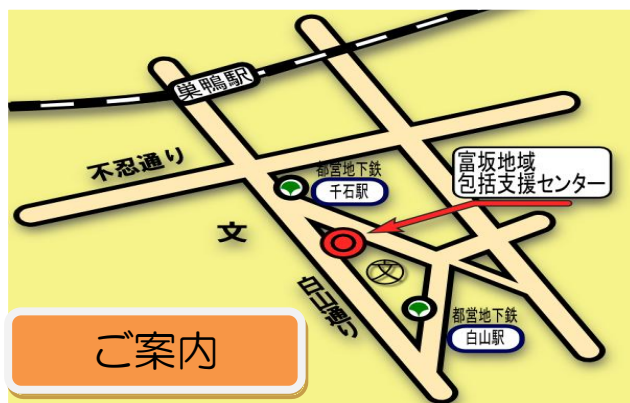 巣鴨駅
不忍通り
都営地下鉄
千石駅
富坂地域
包括支援センター
文
文
白山通り
都営地下鉄
白山駅
ご案内